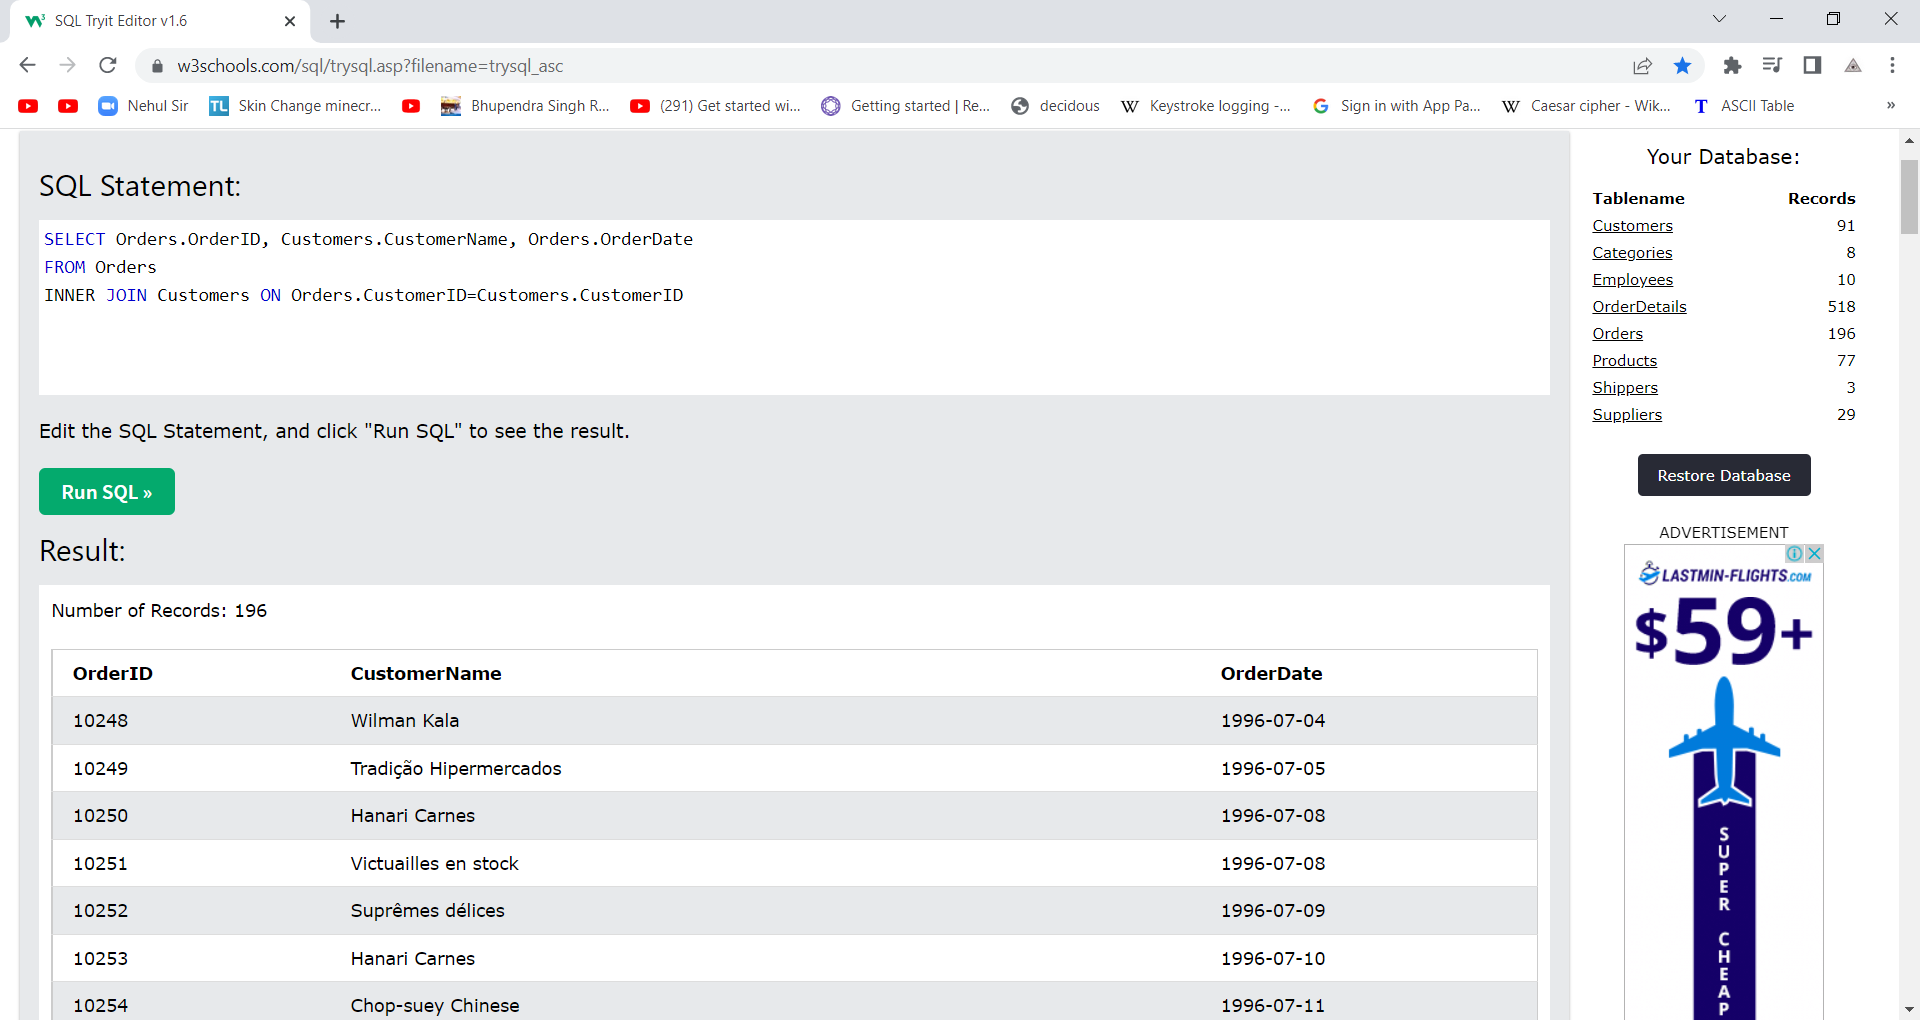 SQL Tryit Editor v1.6
w3schools.com/sql/trysql.asp?filename=trysql_asc
Nehul Sir
TL Skin Change minecr...
Bhupendra Singh R...
(291) Get started wi...
Getting started | Re...
decidous
W Keystroke logging -...
G Sign in with App Pa...
W Caesar cipher - Wik...
T ASCII Table
»
SQL Statement:
SELECT Orders.OrderID, Customers.CustomerName, Orders.OrderDate
FROM Orders
INNER JOIN Customers ON Orders.CustomerID=Customers.CustomerID
Edit the SQL Statement, and click "Run SQL" to see the result.
Run SQL »
Result:
Number of Records: 196
OrderID CustomerName OrderDate
10248 Wilman Kala 1996-07-04
10249 Tradição Hipermercados 1996-07-05
10250 Hanari Carnes 1996-07-08
10251 Victuailles en stock 1996-07-08
10252 Suprêmes délices 1996-07-09
10253 Hanari Carnes 1996-07-10
10254 Chop-suey Chinese 1996-07-11
Your Database:
Tablename Records
Customers 91
Categories 8
Employees 10
OrderDetails 518
Orders 196
Products 77
Shippers 3
Suppliers 29
Restore Database
ADVERTISEMENT
LASTMIN-FLIGHTS.COM
$59+
SUPER CHEAP